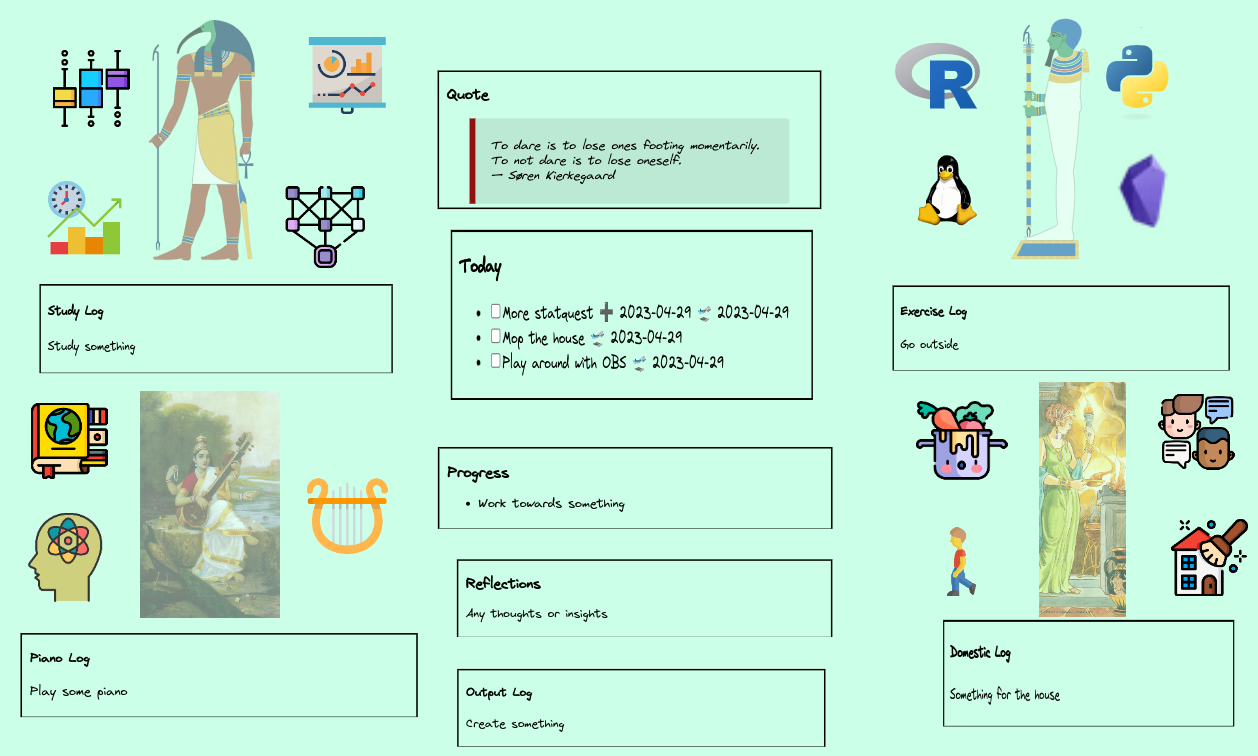 R
Quote
To dare is to lose ones footing momentarily.
To not dare is to lose oneself.
— Søren Kierkegaard
Today
More statquest ➕ 2023-04-29 🛫 2023-04-29
Mop the house 🛫 2023-04-29
Play around with OBS 🛫 2023-04-29
Study Log
Study something
Exercise Log
Go outside
Progress
Work towards something
Reflections
Any thoughts or insights
Piano Log
Play some piano
Domestic Log
Something for the house
Output Log
Create something